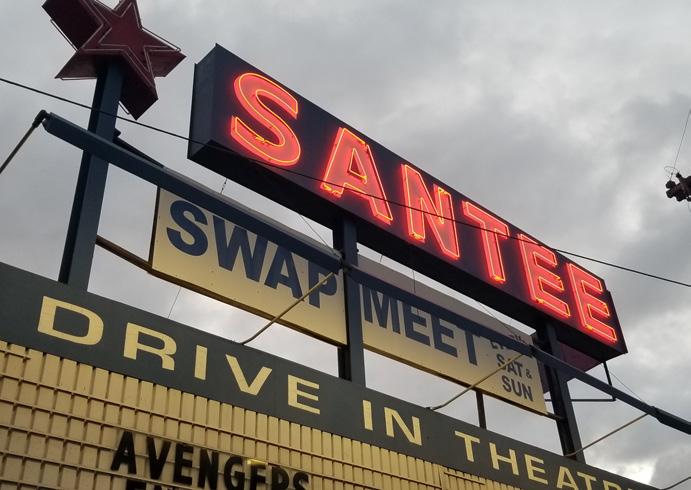 SANTEE
SWAP MEET
SAT &
SUN
DRIVE IN THEATRE
AVENGERS